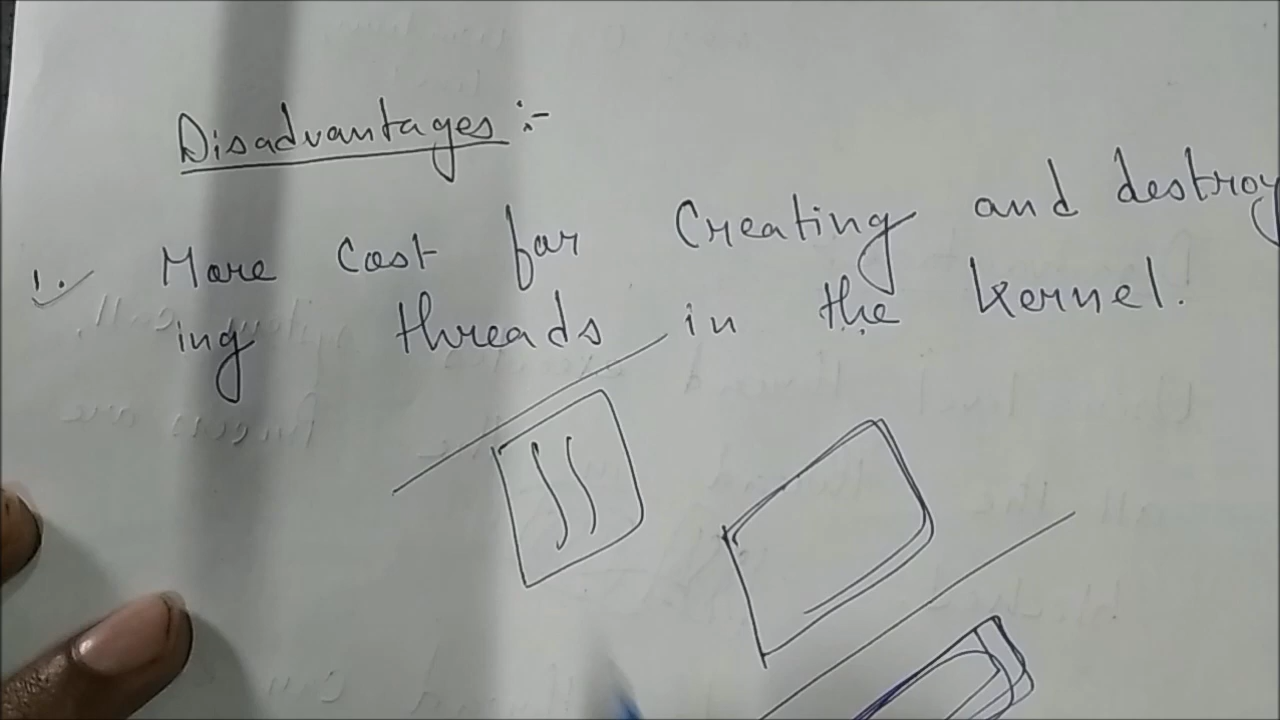 Disadvantages :-
1. More Cost for Creating and destroy
ing threads in the kernel.